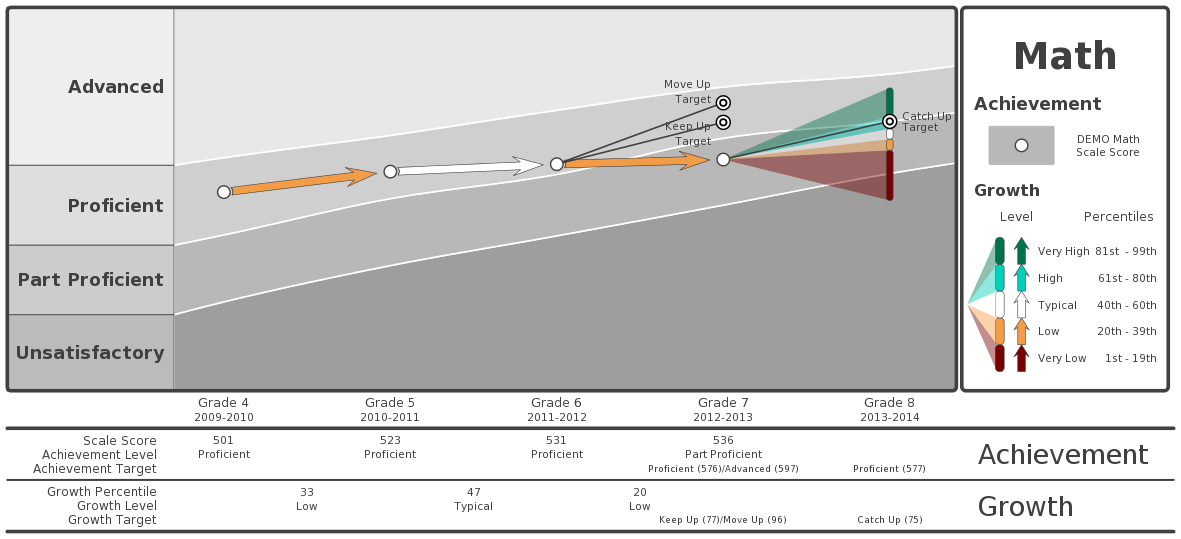 Advanced
Proficient
Part Proficient
Unsatisfactory
Move Up
Target
Keep Up
Target
Catch Up
Target
Math
Achievement
DEMO Math
Scale Score
Growth
Level Percentiles
Very High 81st - 99th
High 61st - 80th
Typical 40th - 60th
Low 20th - 39th
Very Low 1st - 19th
Grade 4 Grade 5 Grade 6 Grade 7 Grade 8
2009-2010 2010-2011 2011-2012 2012-2013 2013-2014
Scale Score 501 523 531 536
Achievement Level Proficient Proficient Proficient Part Proficient
Achievement Target Proficient (576)/Advanced (597) Proficient (577)
Achievement
Growth Percentile 33 47 20
Growth Level Low Typical Low
Growth Target Keep Up (77)/Move Up (96) Catch Up (75)
Growth